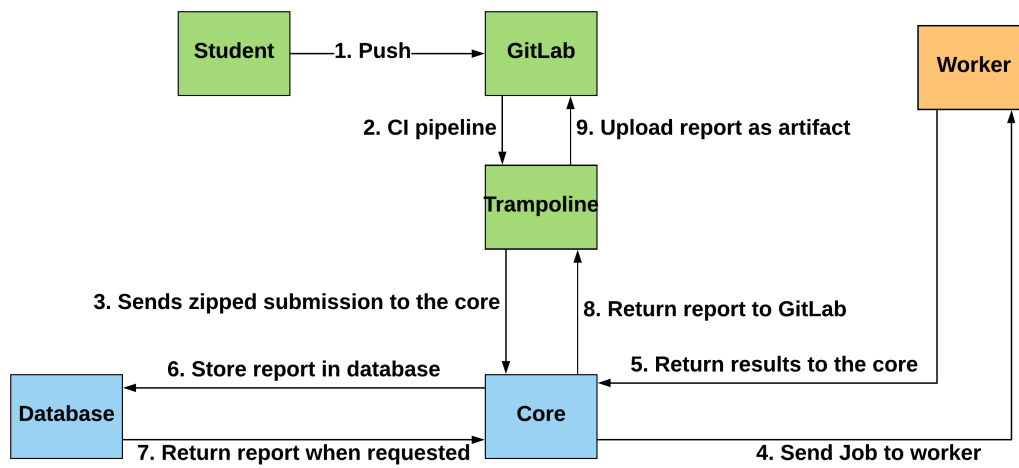 Student
1. Push
GitLab
Worker
2. CI pipeline
9. Upload report as artifact
Trampoline
3. Sends zipped submission to the core
8. Return report to GitLab
6. Store report in database
5. Return results to the core
Database
Core
7. Return report when requested
4. Send Job to worker